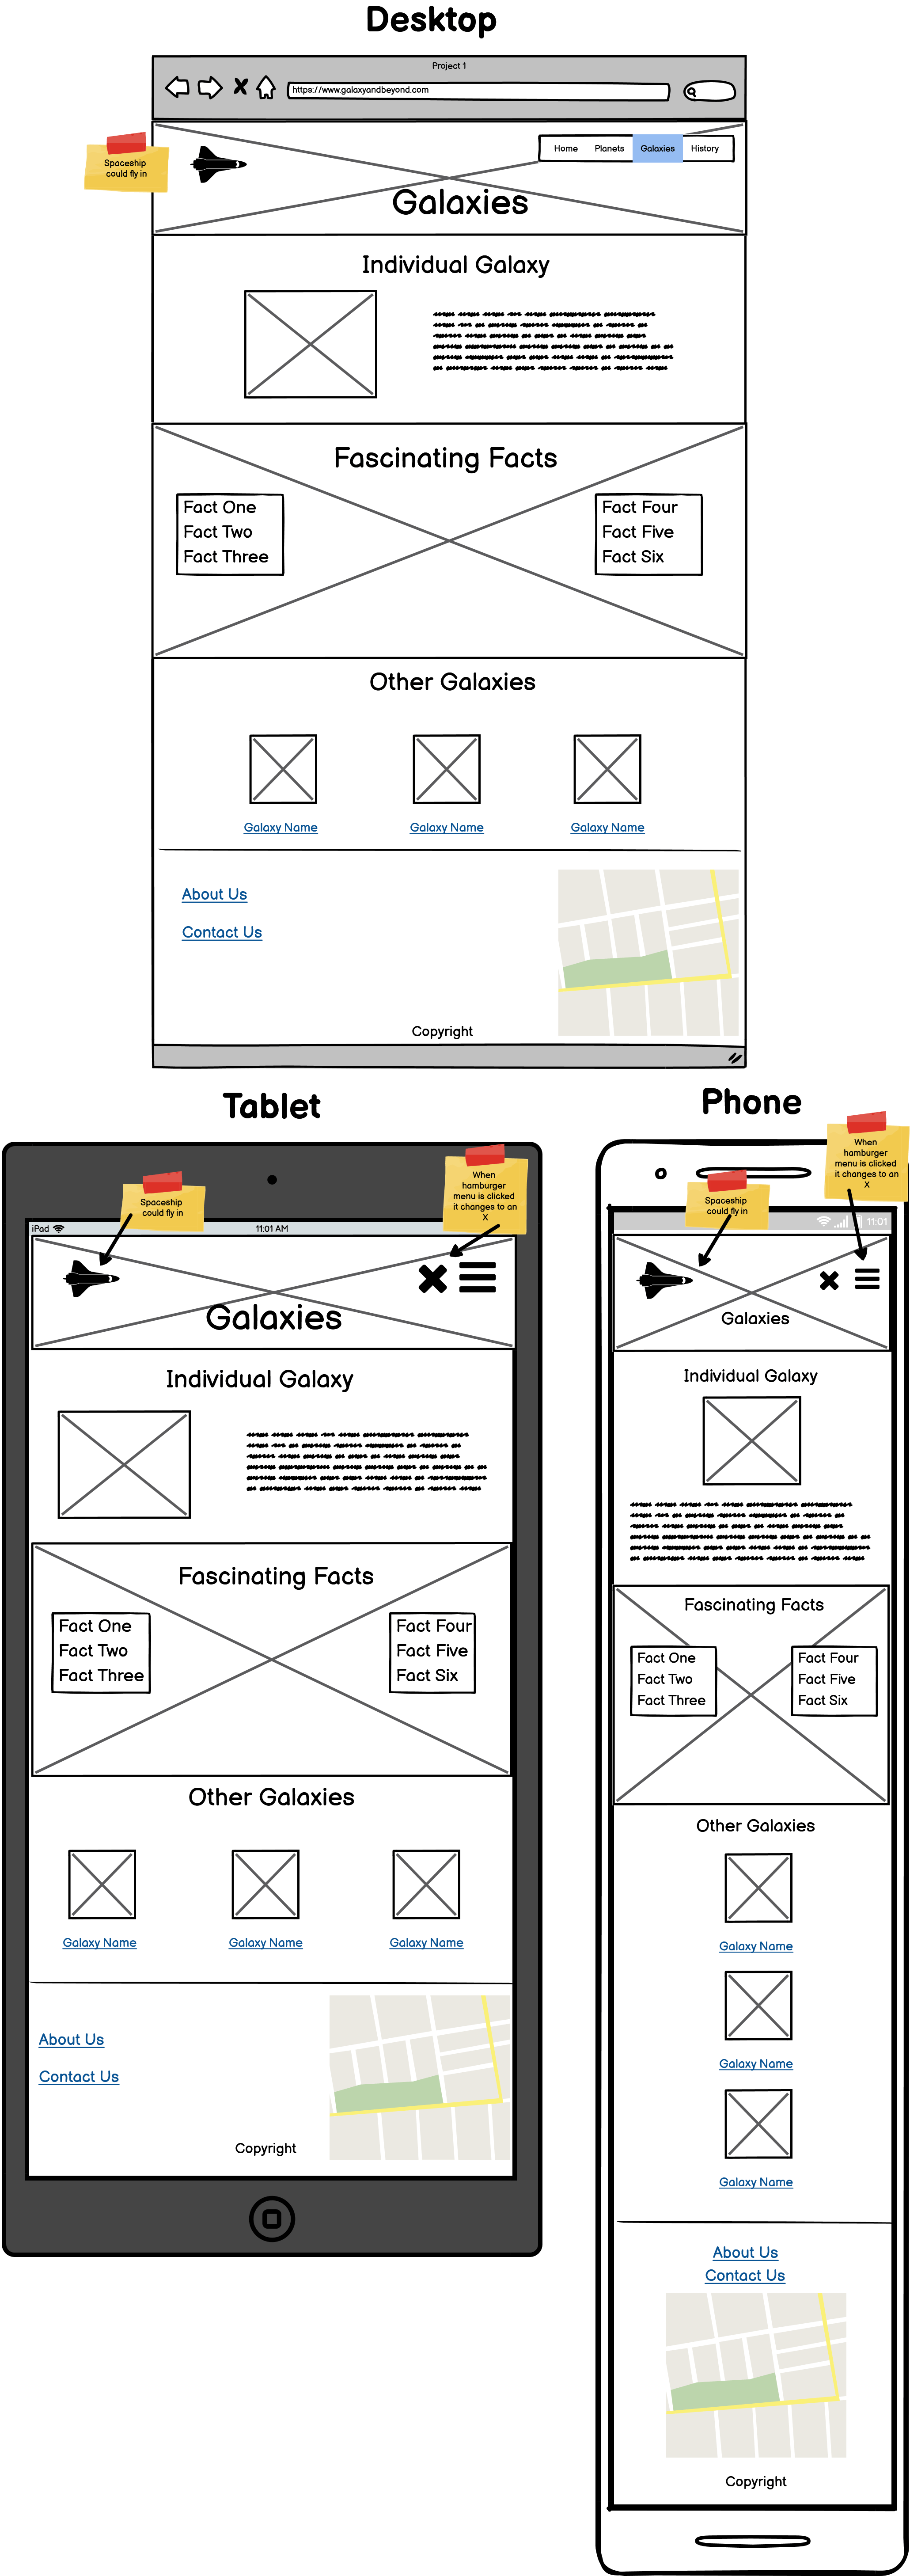 Desktop
Project 1
https://www.galaxyandbeyond.com
Spaceship
could fly in
Home Planets Galaxies History
Galaxies
Individual Galaxy
Fascinating Facts
Fact One
Fact Two
Fact Three
Fact Four
Fact Five
Fact Six
Other Galaxies
Galaxy Name Galaxy Name Galaxy Name
About Us
Contact Us
Copyright
Tablet
Spaceship
could fly in
When
hamburger
menu is clicked
it changes to an
X
iPad 11:01 AM
Galaxies
Individual Galaxy
Fascinating Facts
Fact One
Fact Two
Fact Three
Fact Four
Fact Five
Fact Six
Other Galaxies
Galaxy Name Galaxy Name Galaxy Name
About Us
Contact Us
Copyright
Phone
When
hamburger
menu is clicked
it changes to an
X
Spaceship
could fly in
11:01
Galaxies
Individual Galaxy
Fascinating Facts
Fact One
Fact Two
Fact Three
Fact Four
Fact Five
Fact Six
Other Galaxies
Galaxy Name
Galaxy Name
Galaxy Name
About Us
Contact Us
Copyright